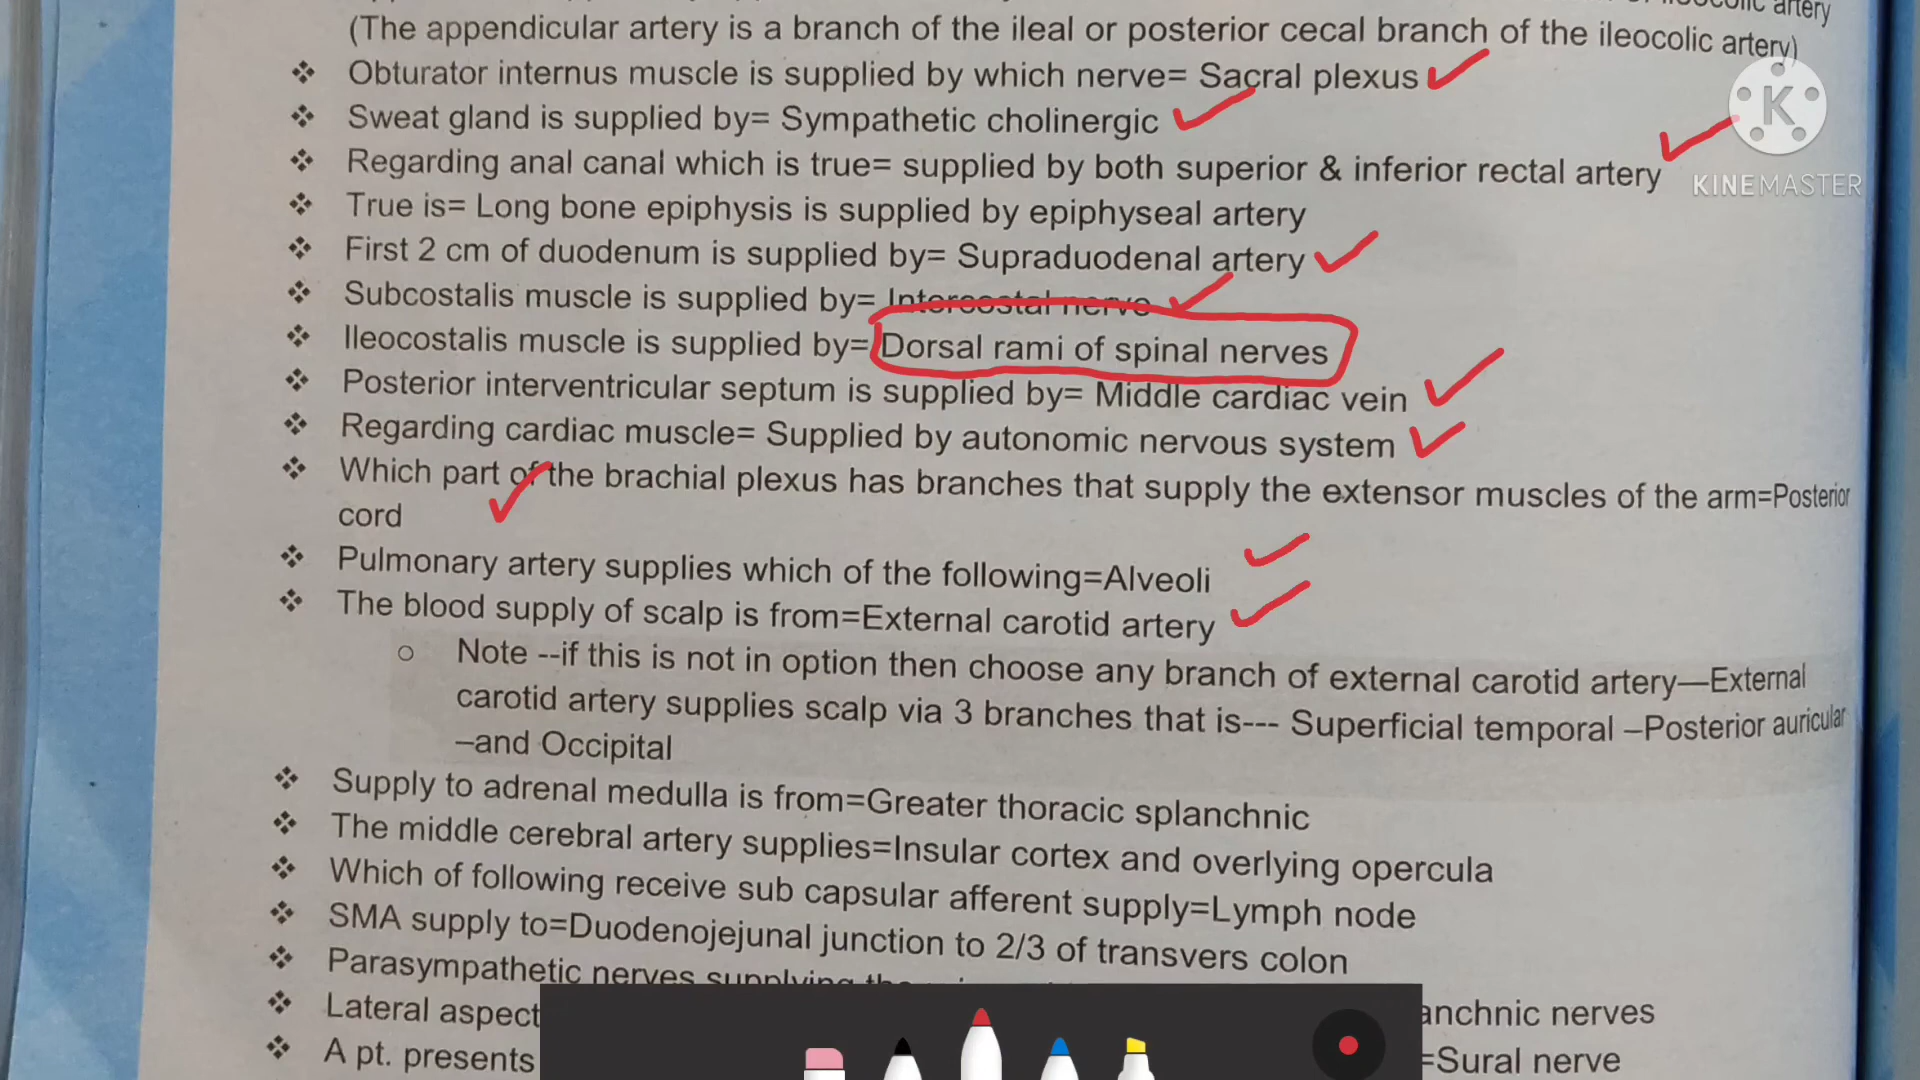 ileocolic artery
(The appendicular artery is a branch of the ileal or posterior cecal branch of the ileocolic artery)
❖ Obturator internus muscle is supplied by which nerve= Sacral plexus
❖ Sweat gland is supplied by= Sympathetic cholinergic
❖ Regarding anal canal which is true= supplied by both superior & inferior rectal artery
K
KINEMASTER
❖ True is= Long bone epiphysis is supplied by epiphyseal artery
❖ First 2 cm of duodenum is supplied by= Supraduodenal artery
❖ Subcostalis muscle is supplied by= Intercostal nerve
❖ Ileocostalis muscle is supplied by= Dorsal rami of spinal nerves
❖ Posterior interventricular septum is supplied by= Middle cardiac vein
❖ Regarding cardiac muscle= Supplied by autonomic nervous system
❖ Which part of the brachial plexus has branches that supply the extensor muscles of the arm=Posterior
cord
❖ Pulmonary artery supplies which of the following=Alveoli
❖ The blood supply of scalp is from=External carotid artery
○ Note --if this is not in option then choose any branch of external carotid artery—External
carotid artery supplies scalp via 3 branches that is--- Superficial temporal –Posterior auricular
–and Occipital
❖ Supply to adrenal medulla is from=Greater thoracic splanchnic
❖ The middle cerebral artery supplies=Insular cortex and overlying opercula
❖ Which of following receive sub capsular afferent supply=Lymph node
❖ SMA supply to=Duodenojejunal junction to 2/3 of transvers colon
❖ Parasympathetic nerves supplying anchnic nerves
❖ Lateral aspect =Sural nerve
❖ A pt. presents